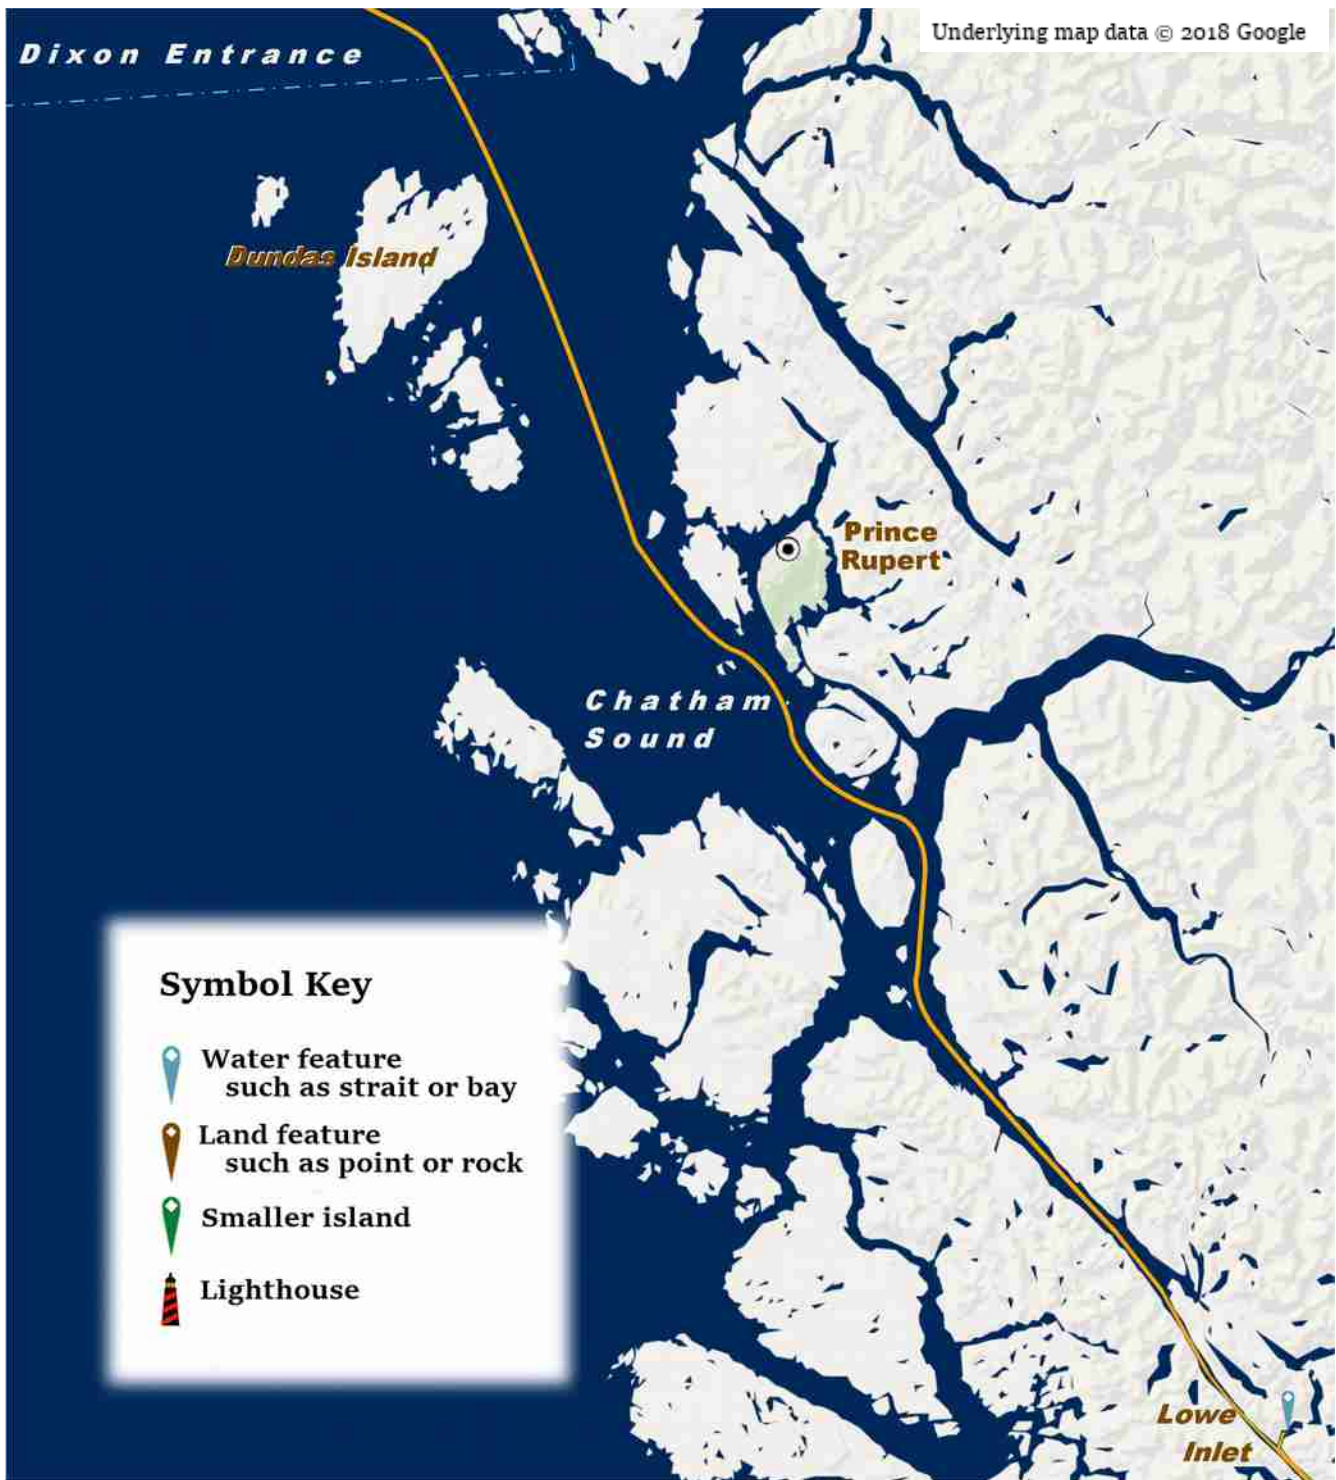 Underlying map data © 2018 Google
Dixon Entrance
Dundas Island
Prince
Rupert
Chatham
Sound
Symbol Key
Water feature
such as strait or bay
Land feature
such as point or rock
Smaller island
Lighthouse
Lowe
Inlet